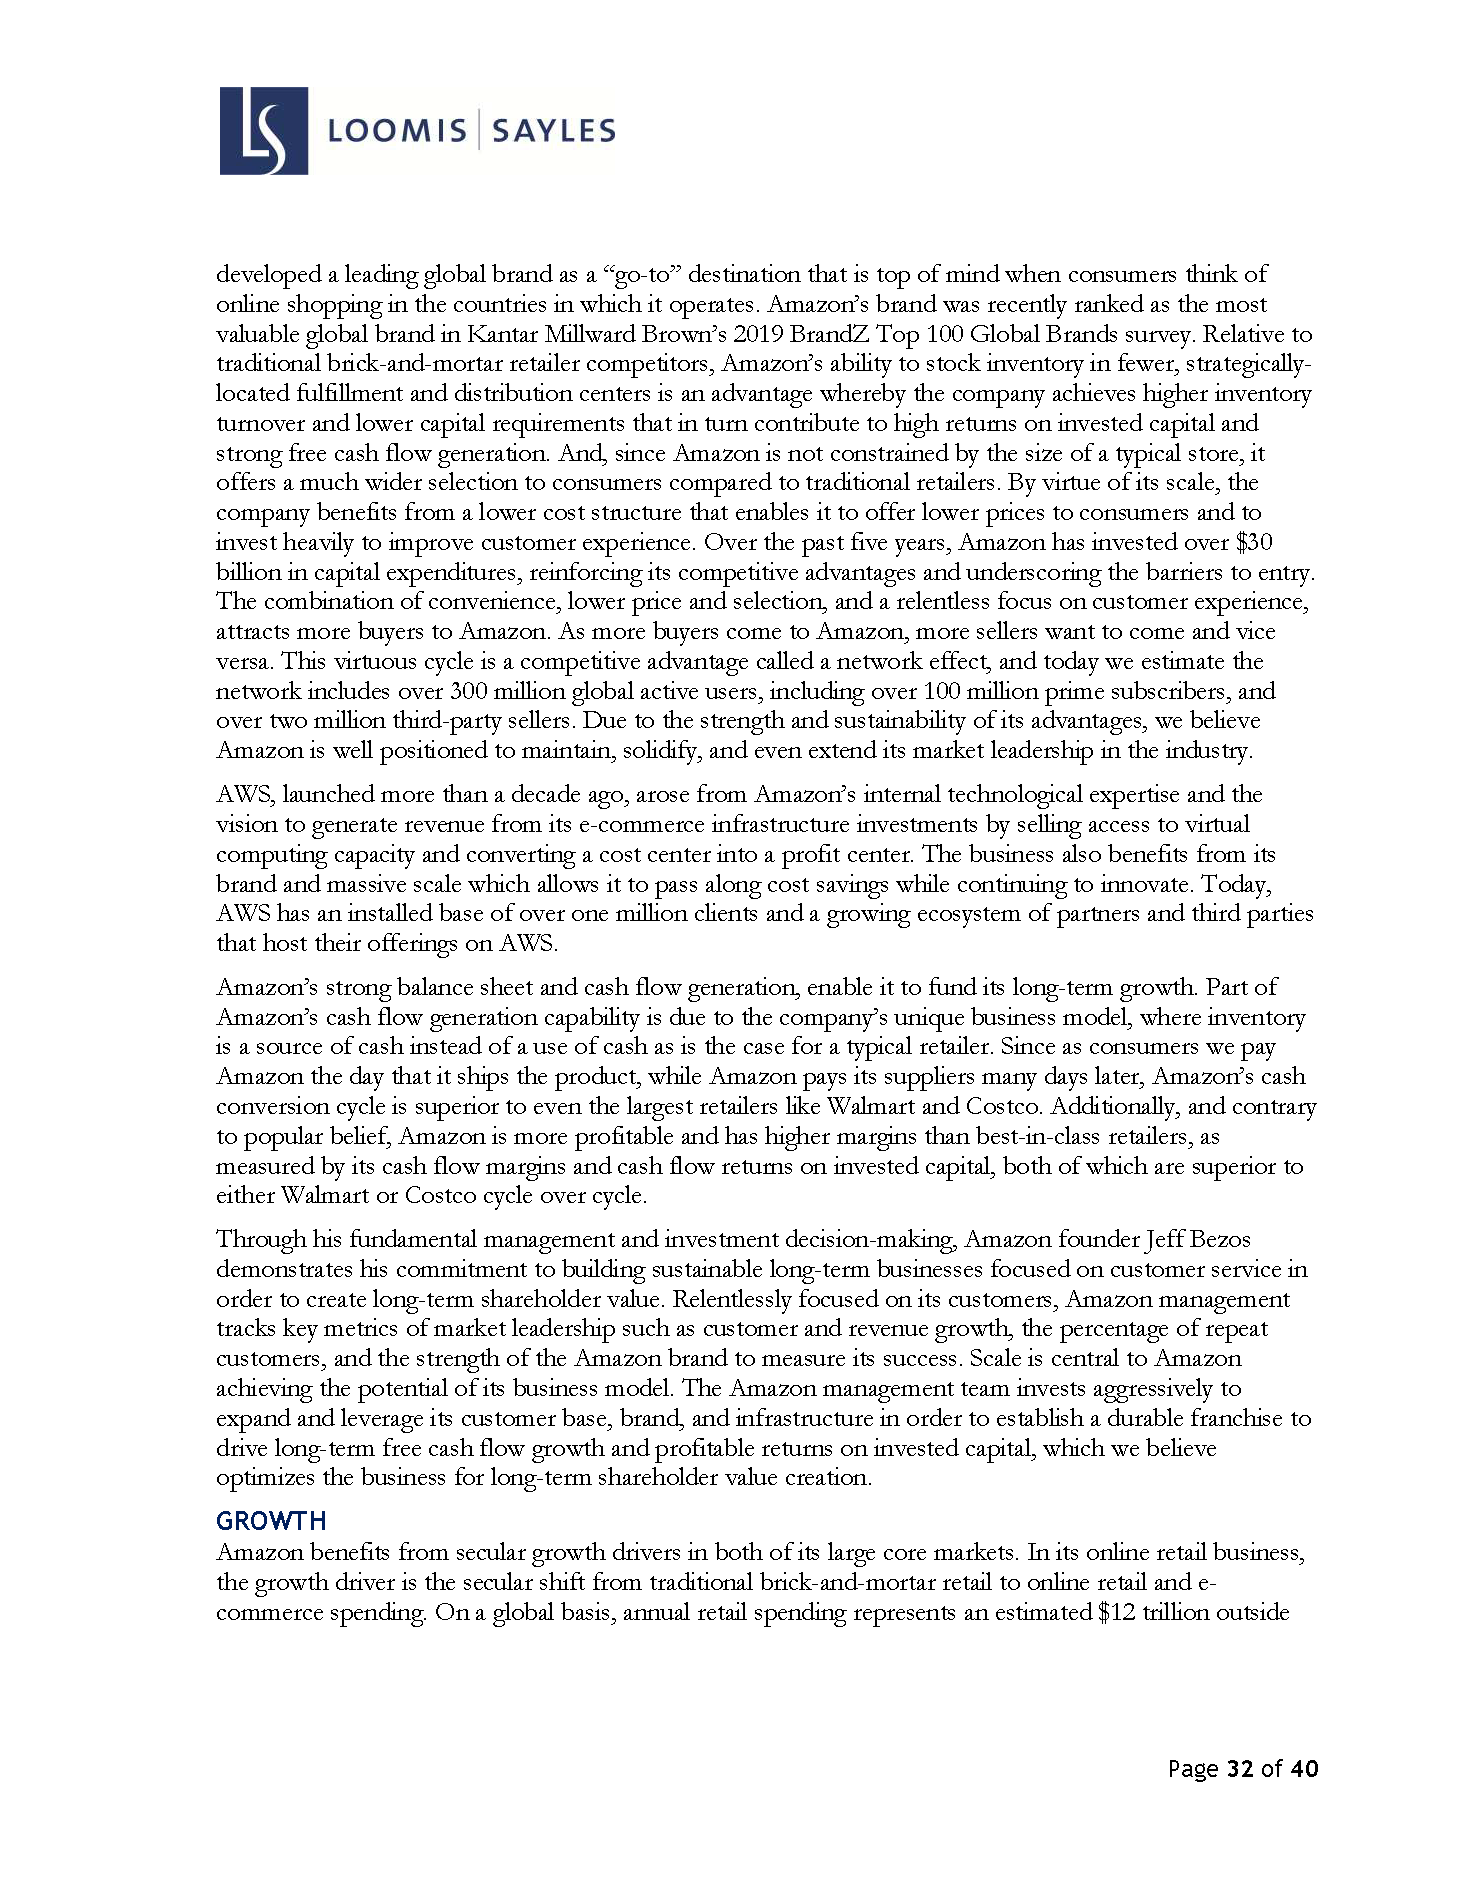 LS LOOMIS | SAYLES
developed a leading global brand as a “go-to” destination that is top of mind when consumers think of
online shopping in the countries in which it operates. Amazon’s brand was recently ranked as the most
valuable global brand in Kantar Millward Brown’s 2019 BrandZ Top 100 Global Brands survey. Relative to
traditional brick-and-mortar retailer competitors, Amazon’s ability to stock inventory in fewer, strategically-
located fulfillment and distribution centers is an advantage whereby the company achieves higher inventory
turnover and lower capital requirements that in turn contribute to high returns on invested capital and
strong free cash flow generation. And, since Amazon is not constrained by the size of a typical store, it
offers a much wider selection to consumers compared to traditional retailers. By virtue of its scale, the
company benefits from a lower cost structure that enables it to offer lower prices to consumers and to
invest heavily to improve customer experience. Over the past five years, Amazon has invested over $30
billion in capital expenditures, reinforcing its competitive advantages and underscoring the barriers to entry.
The combination of convenience, lower price and selection, and a relentless focus on customer experience,
attracts more buyers to Amazon. As more buyers come to Amazon, more sellers want to come and vice
versa. This virtuous cycle is a competitive advantage called a network effect, and today we estimate the
network includes over 300 million global active users, including over 100 million prime subscribers, and
over two million third-party sellers. Due to the strength and sustainability of its advantages, we believe
Amazon is well positioned to maintain, solidify, and even extend its market leadership in the industry.
AWS, launched more than a decade ago, arose from Amazon’s internal technological expertise and the
vision to generate revenue from its e-commerce infrastructure investments by selling access to virtual
computing capacity and converting a cost center into a profit center. The business also benefits from its
brand and massive scale which allows it to pass along cost savings while continuing to innovate. Today,
AWS has an installed base of over one million clients and a growing ecosystem of partners and third parties
that host their offerings on AWS.
Amazon’s strong balance sheet and cash flow generation, enable it to fund its long-term growth. Part of
Amazon’s cash flow generation capability is due to the company’s unique business model, where inventory
is a source of cash instead of a use of cash as is the case for a typical retailer. Since as consumers we pay
Amazon the day that it ships the product, while Amazon pays its suppliers many days later, Amazon’s cash
conversion cycle is superior to even the largest retailers like Walmart and Costco. Additionally, and contrary
to popular belief, Amazon is more profitable and has higher margins than best-in-class retailers, as
measured by its cash flow margins and cash flow returns on invested capital, both of which are superior to
either Walmart or Costco cycle over cycle.
Through his fundamental management and investment decision-making, Amazon founder Jeff Bezos
demonstrates his commitment to building sustainable long-term businesses focused on customer service in
order to create long-term shareholder value. Relentlessly focused on its customers, Amazon management
tracks key metrics of market leadership such as customer and revenue growth, the percentage of repeat
customers, and the strength of the Amazon brand to measure its success. Scale is central to Amazon
achieving the potential of its business model. The Amazon management team invests aggressively to
expand and leverage its customer base, brand, and infrastructure in order to establish a durable franchise to
drive long-term free cash flow growth and profitable returns on invested capital, which we believe
optimizes the business for long-term shareholder value creation.
GROWTH
Amazon benefits from secular growth drivers in both of its large core markets. In its online retail business,
the growth driver is the secular shift from traditional brick-and-mortar retail to online retail and e-
commerce spending. On a global basis, annual retail spending represents an estimated $12 trillion outside
Page 32 of 40